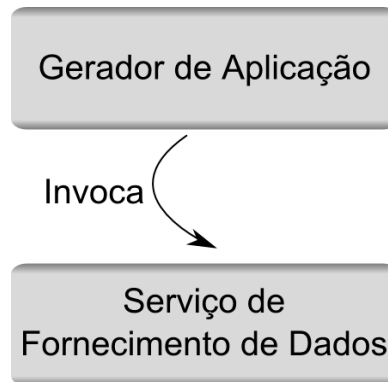 Gerador de Aplicação
Invoca
Serviço de
Fornecimento de Dados